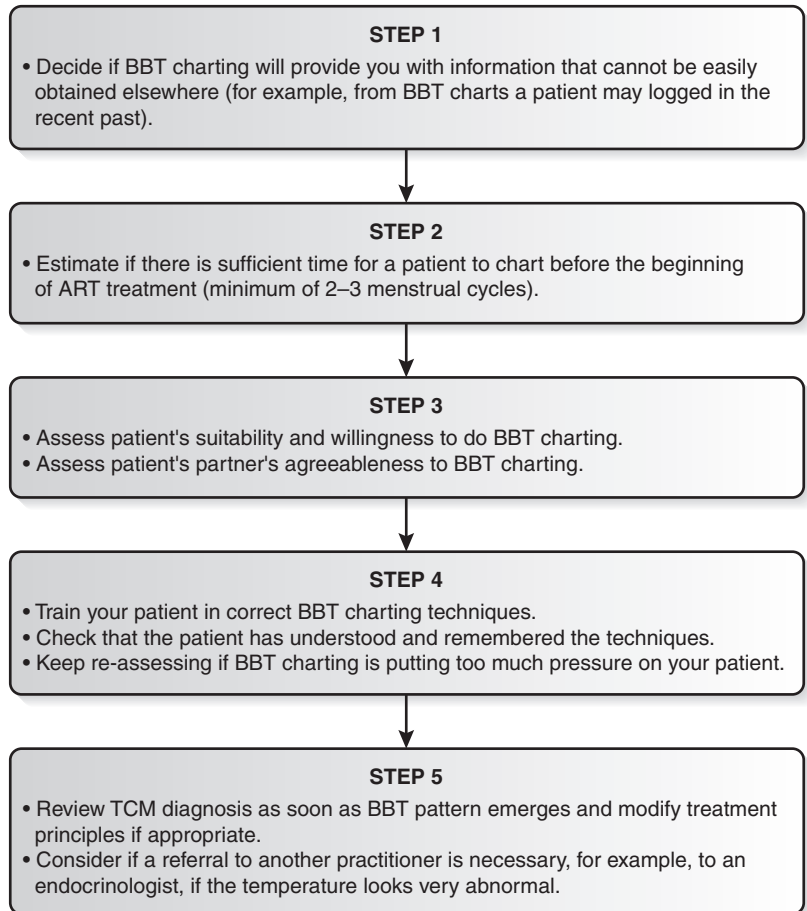 STEP 1
• Decide if BBT charting will provide you with information that cannot be easily
obtained elsewhere (for example, from BBT charts a patient may logged in the
recent past).
STEP 2
• Estimate if there is sufficient time for a patient to chart before the beginning
of ART treatment (minimum of 2–3 menstrual cycles).
STEP 3
• Assess patient's suitability and willingness to do BBT charting.
• Assess patient's partner's agreeableness to BBT charting.
STEP 4
• Train your patient in correct BBT charting techniques.
• Check that the patient has understood and remembered the techniques.
• Keep re-assessing if BBT charting is putting too much pressure on your patient.
STEP 5
• Review TCM diagnosis as soon as BBT pattern emerges and modify treatment
principles if appropriate.
• Consider if a referral to another practitioner is necessary, for example, to an
endocrinologist, if the temperature looks very abnormal.